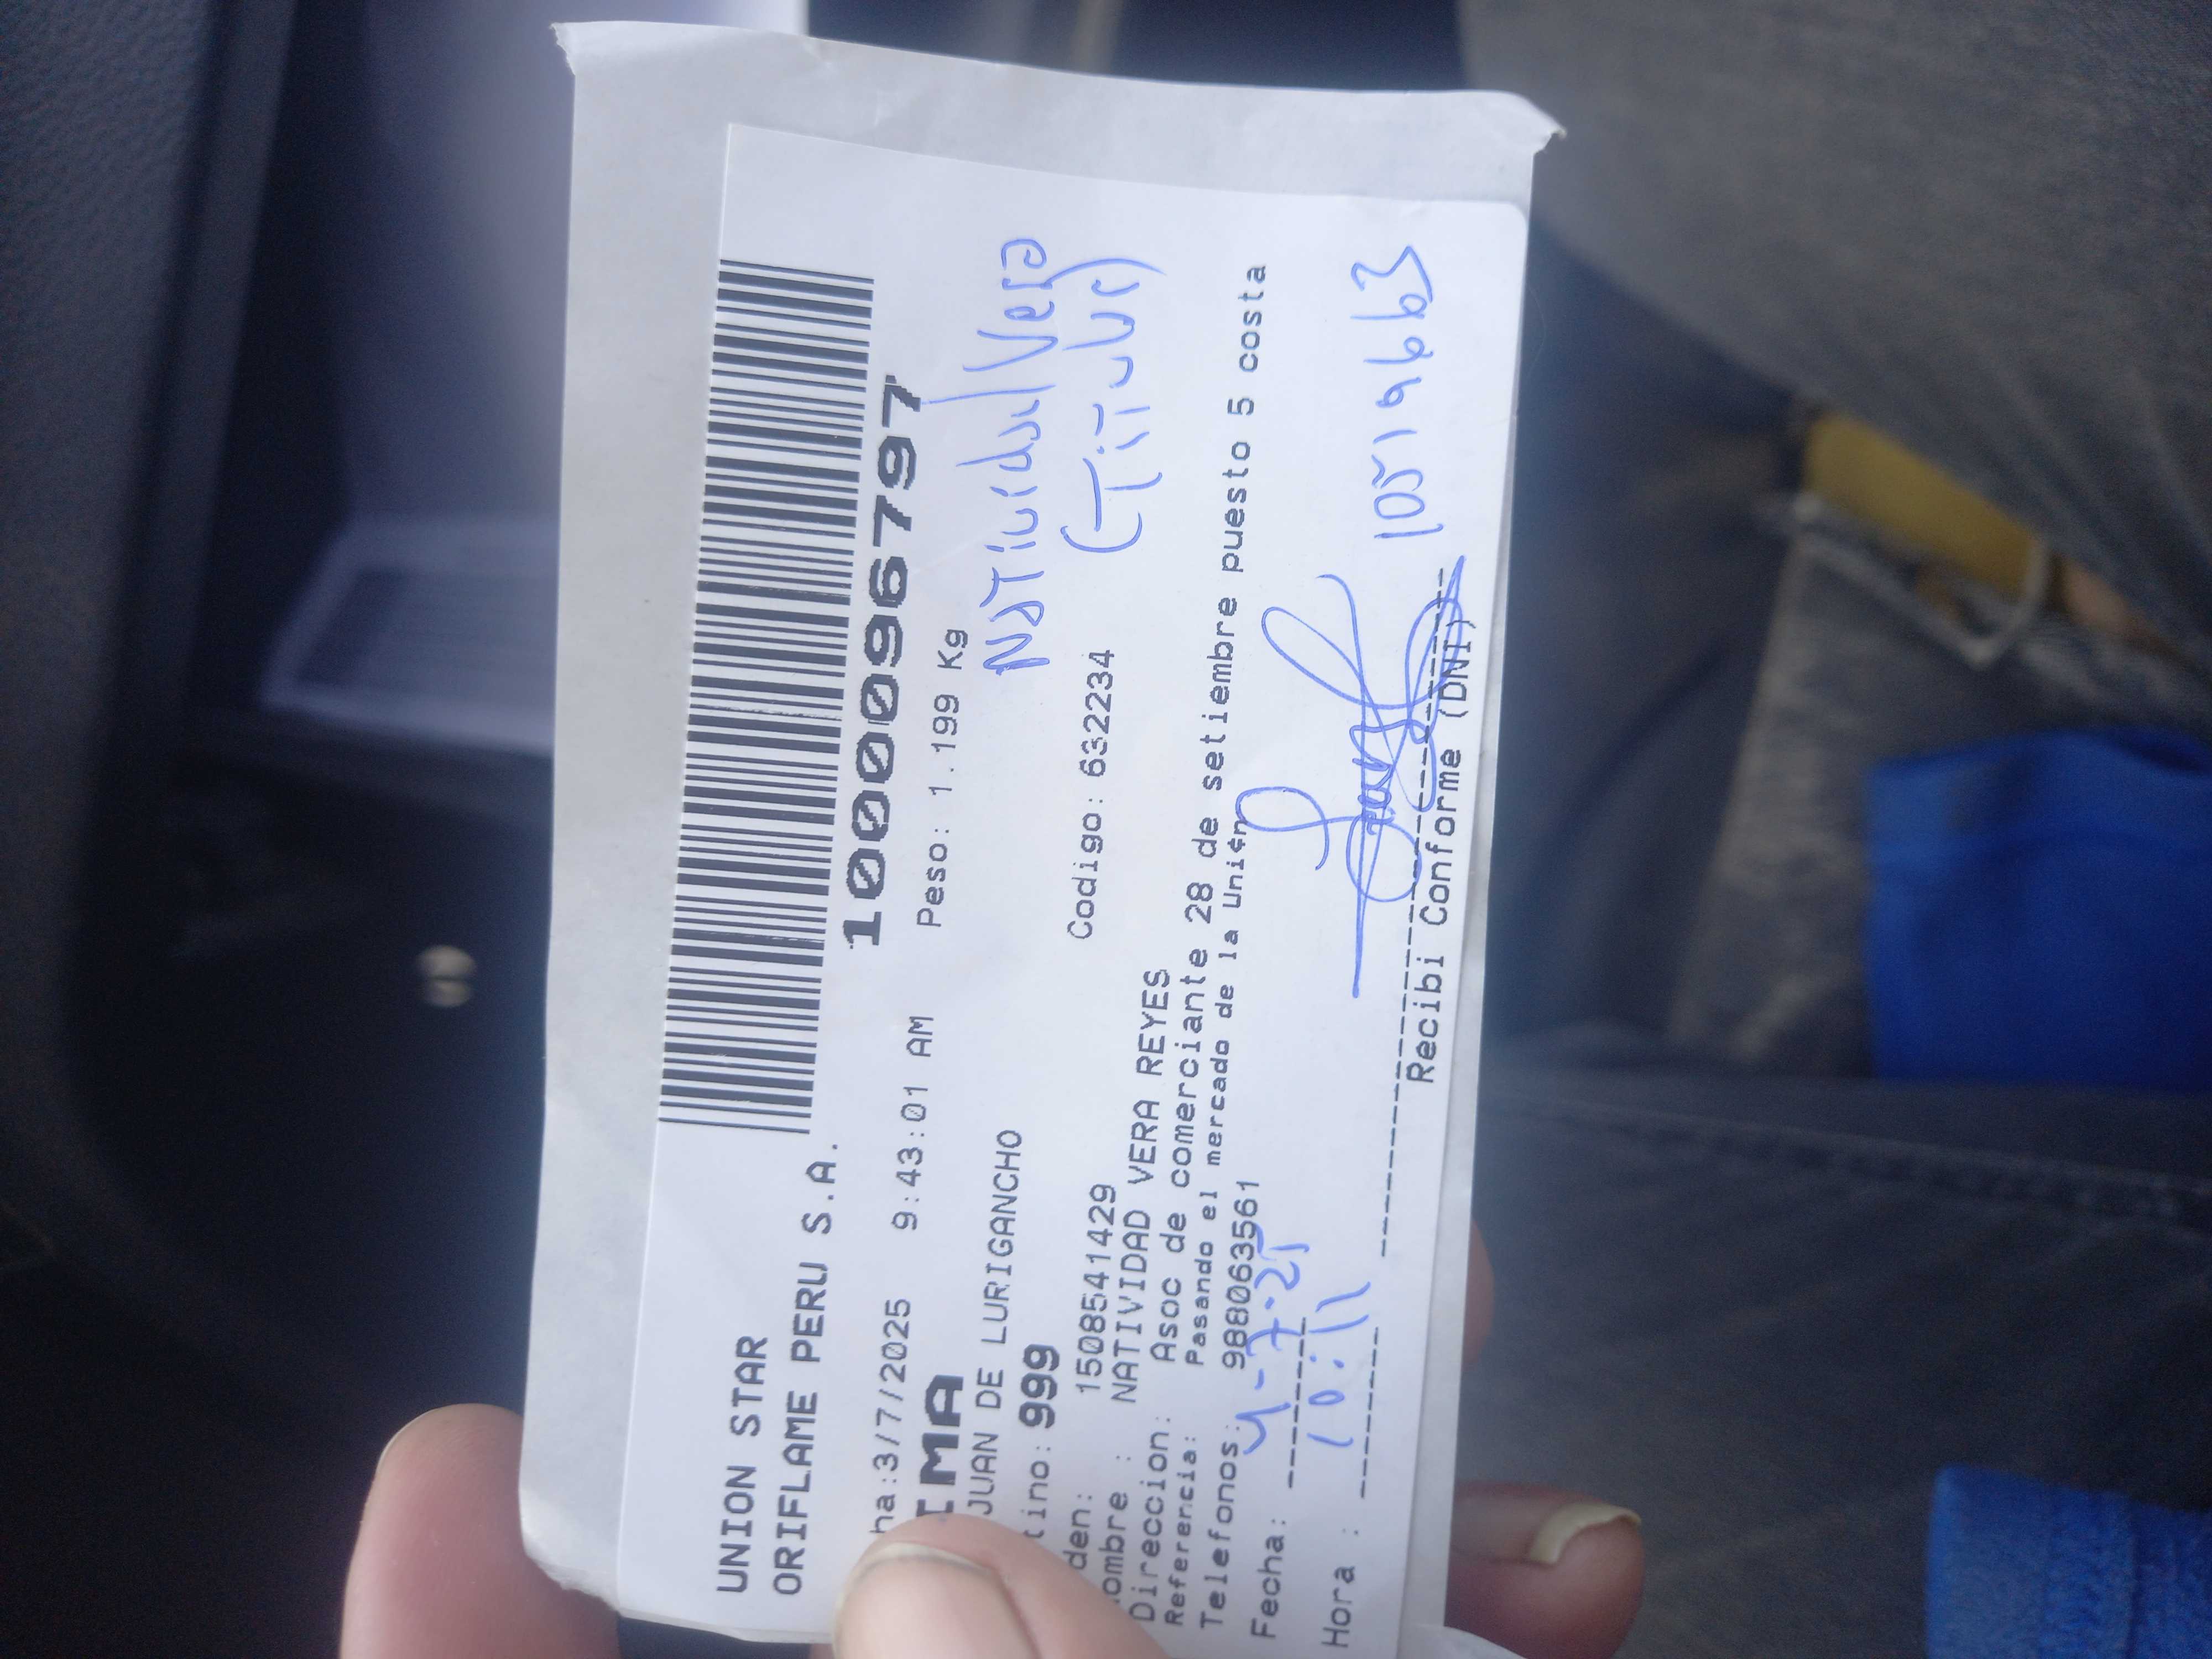 UNION STAR
ORIFLAME PERU S.A.
1000096797
ha:3/7/2025 9:43:01 AM Peso: 1.199 Kg
IMA
JUAN DE LURIGANCHO
Natividad Vera
tino: 999
(Titular)
den: 1508541429 Codigo: 632234
ombre : NATIVIDAD VERA REYES
Direccion: Asoc de comerciante 28 de setiembre puesto 5 costa
Referencia: Pasando el mercado de la Uni¢n
Telefonos: 988063561
Fecha: 4-7-25
Hora : 10:11
10519663
Recibi Conforme (DNI)